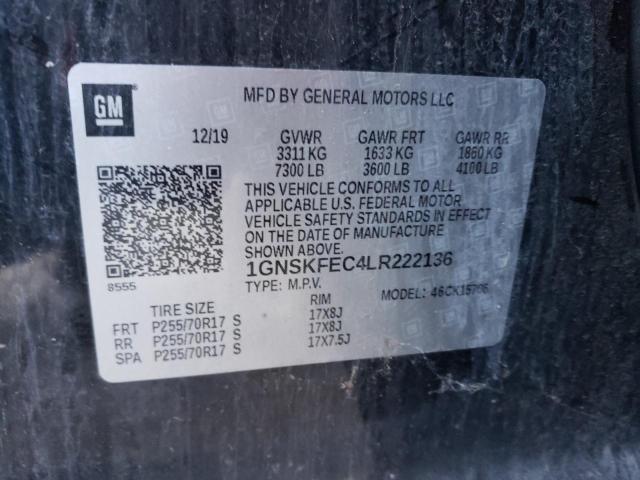 GM
MFD BY GENERAL MOTORS LLC
12/19 GVWR GAWR FRT GAWR RR
3311 KG 1633 KG 1860 KG
7300 LB 3600 LB 4100 LB
THIS VEHICLE CONFORMS TO ALL
APPLICABLE U.S. FEDERAL MOTOR
VEHICLE SAFETY STANDARDS IN EFFECT
ON THE DATE OF MANUFACTURE
SHOWN ABOVE.
8555
1GNSKFEC4LR222136
TYPE: M.P.V. MODEL:
TIRE SIZE RIM
FRT P255/70R17 S 17X8J
RR P255/70R17 S 17X8J
SPA P255/70R17 S 17X7.5J